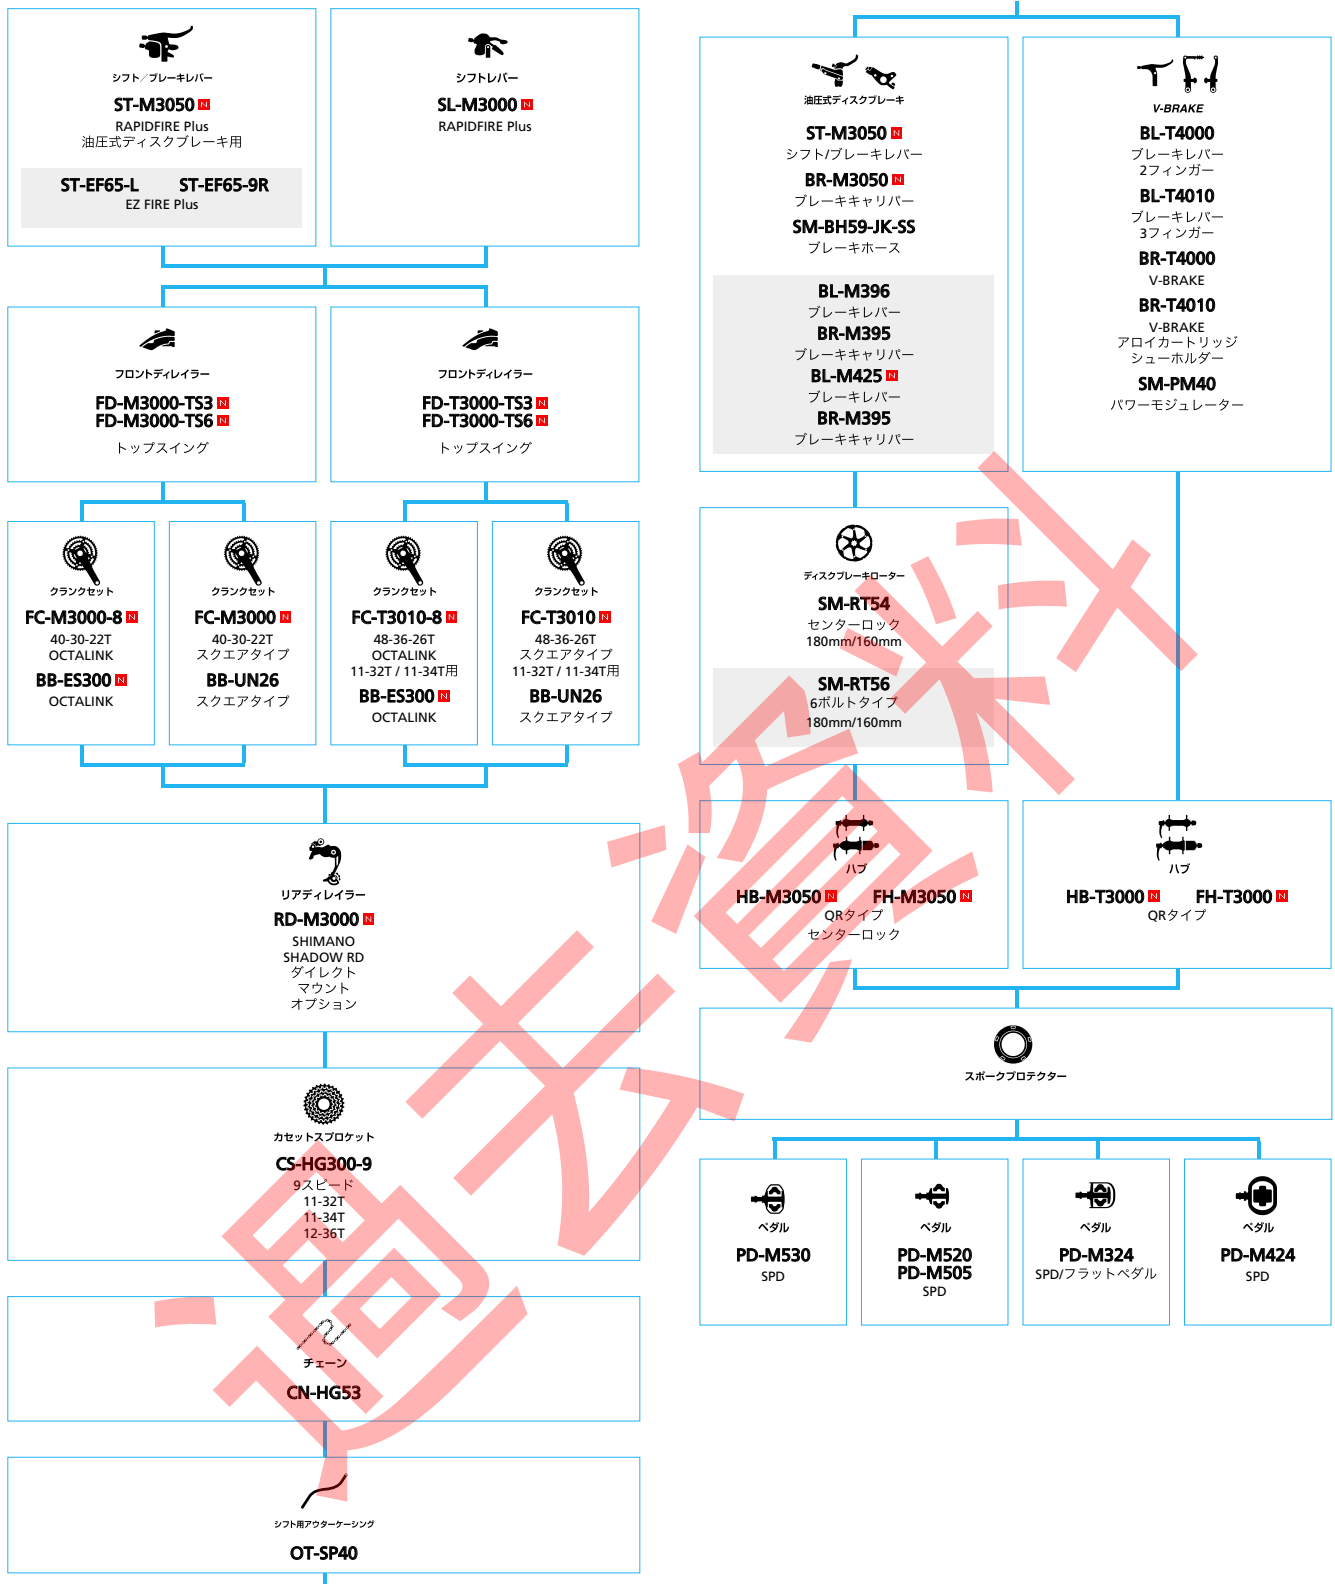 シフト／ブレーキレバー
ST-M3050 N
RAPIDFIRE Plus
油圧式ディスクブレーキ用
ST-EF65-L ST-EF65-9R
EZ FIRE Plus
シフトレバー
SL-M3000 N
RAPIDFIRE Plus
フロントディレイラー
FD-M3000-TS3 N
FD-M3000-TS6 N
トップスイング
フロントディレイラー
FD-T3000-TS3 N
FD-T3000-TS6 N
トップスイング
クランクセット
FC-M3000-8 N
40-30-22T
OCTALINK
BB-ES300 N
OCTALINK
クランクセット
FC-M3000 N
40-30-22T
スクエアタイプ
BB-UN26
スクエアタイプ
クランクセット
FC-T3010-8 N
48-36-26T
OCTALINK
11-32T / 11-34T用
BB-ES300 N
OCTALINK
クランクセット
FC-T3010 N
48-36-26T
スクエアタイプ
11-32T / 11-34T用
BB-UN26
スクエアタイプ
リアディレイラー
RD-M3000 N
SHIMANO
SHADOW RD
ダイレクト
マウント
オプション
カセットスプロケット
CS-HG300-9
9スピード
11-32T
11-34T
12-36T
チェーン
CN-HG53
シフト用アウターケーシング
OT-SP40
油圧式ディスクブレーキ
ST-M3050 N
シフト/ブレーキレバー
BR-M3050 N
ブレーキキャリパー
SM-BH59-JK-SS
ブレーキホース
BL-M396
ブレーキレバー
BR-M395
ブレーキキャリパー
BL-M425 N
ブレーキレバー
BR-M395
ブレーキキャリパー
V-BRAKE
BL-T4000
ブレーキレバー
2フィンガー
BL-T4010
ブレーキレバー
3フィンガー
BR-T4000
V-BRAKE
BR-T4010
V-BRAKE
アロイカートリッジ
シューホルダー
SM-PM40
パワーモジュレーター
ディスクブレーキローター
SM-RT54
センターロック
180mm/160mm
SM-RT56
6ボルトタイプ
180mm/160mm
ハブ
HB-M3050 N FH-M3050 N
QRタイプ
センターロック
ハブ
HB-T3000 N FH-T3000 N
QRタイプ
スポークプロテクター
ペダル
PD-M530
SPD
ペダル
PD-M520
PD-M505
SPD
ペダル
PD-M324
SPD/フラットペダル
ペダル
PD-M424
SPD
過去資料